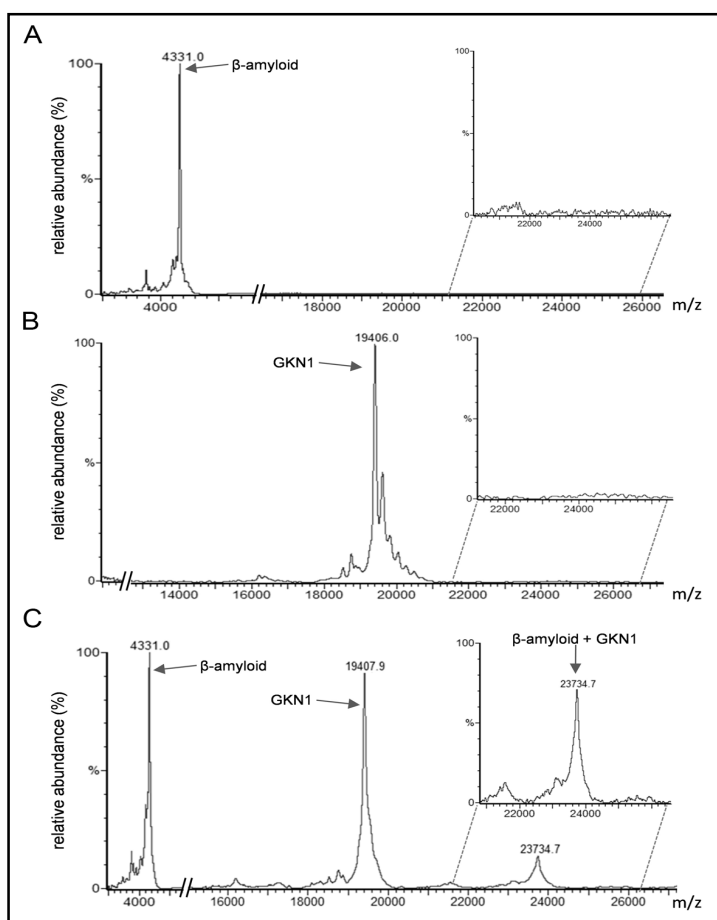 A
4331.0
β-amyloid
100
%
0
relative abundance (%)
4000 18000 20000 22000 24000 26000 m/z
100
%
0
22000 24000
B
19406.0
GKN1
100
%
0
relative abundance (%)
14000 16000 18000 20000 22000 24000 26000 m/z
100
%
0
22000 24000
C
4331.0
β-amyloid
19407.9
GKN1
100
%
0
relative abundance (%)
23734.7
4000 16000 18000 20000 22000 24000 26000 m/z
β-amyloid + GKN1
23734.7
100
%
0
22000 24000